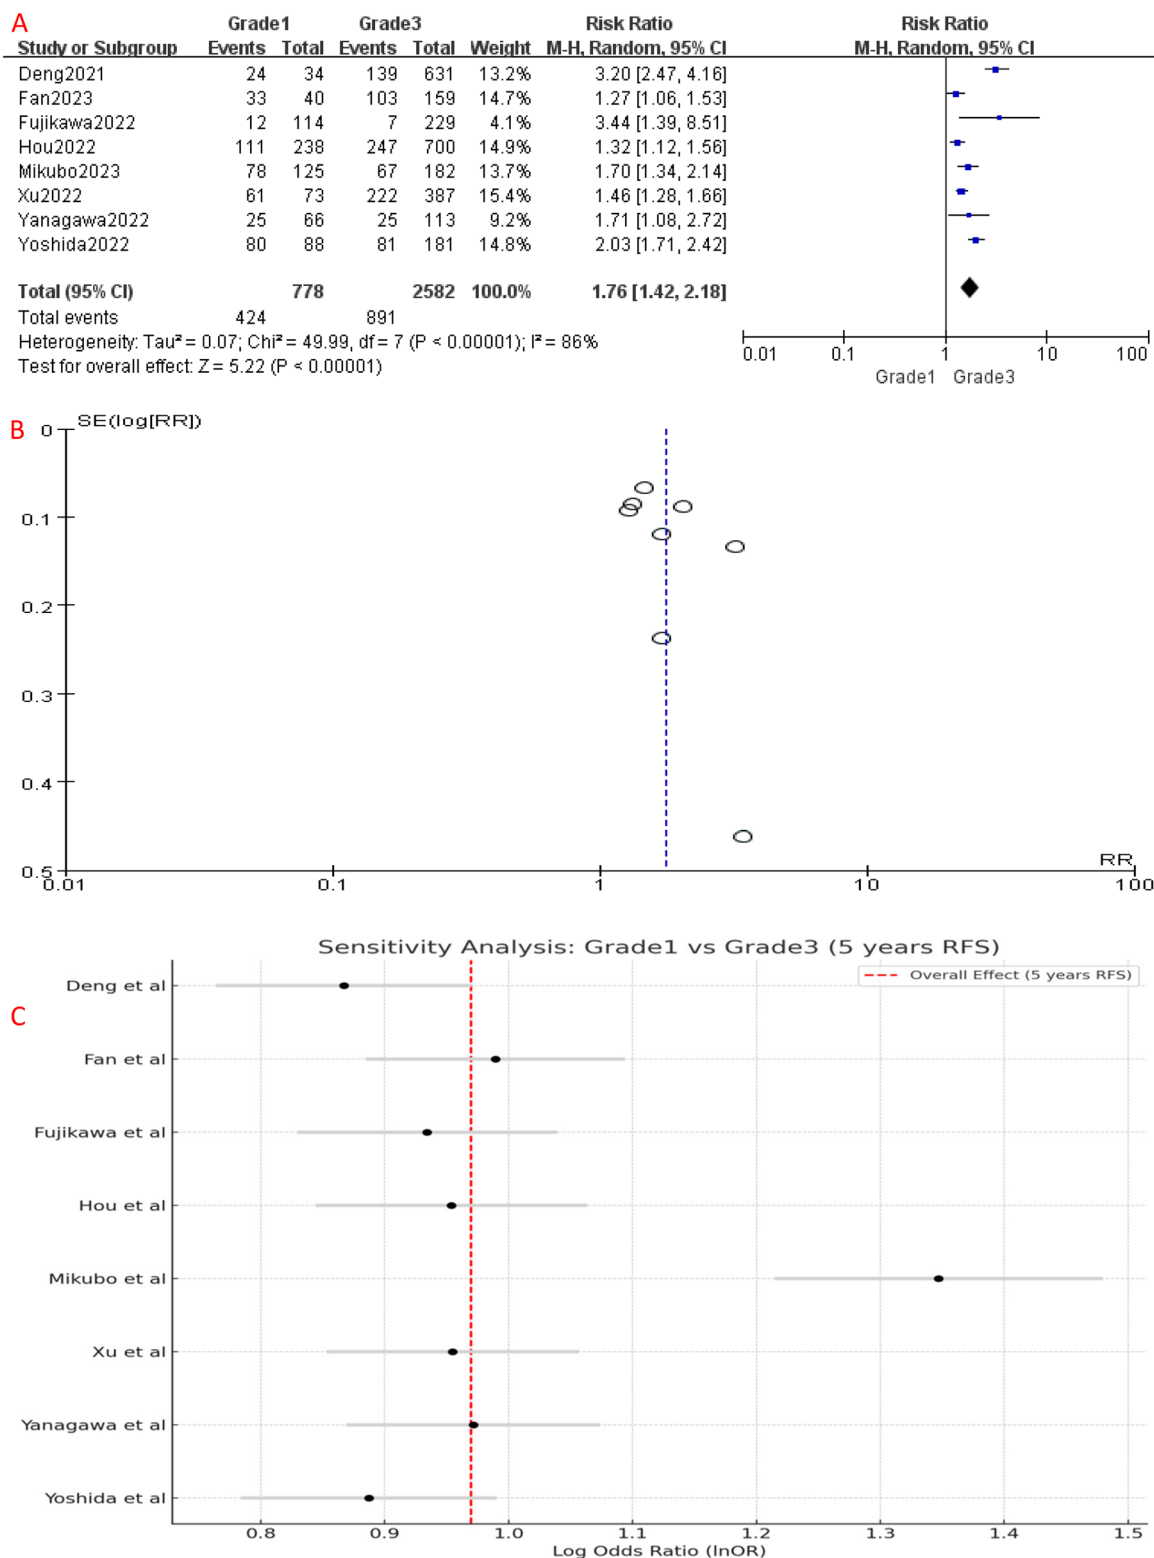 A
Grade1 Grade3 Risk Ratio Risk Ratio
Study or Subgroup Events Total Events Total Weight M-H, Random, 95% CI M-H, Random, 95% CI
Deng2021 24 34 139 631 13.2% 3.20 [2.47, 4.16]
Fan2023 33 40 103 159 14.7% 1.27 [1.06, 1.53]
Fujikawa2022 12 114 7 229 4.1% 3.44 [1.39, 8.51]
Hou2022 111 238 247 700 14.9% 1.32 [1.12, 1.56]
Mikubo2023 78 125 67 182 13.7% 1.70 [1.34, 2.14]
Xu2022 61 73 222 387 15.4% 1.46 [1.28, 1.66]
Yanagawa2022 25 66 25 113 9.2% 1.71 [1.08, 2.72]
Yoshida2022 80 88 81 181 14.8% 2.03 [1.71, 2.42]
Total (95% CI) 778 2582 100.0% 1.76 [1.42, 2.18]
Total events 424 891
Heterogeneity: Tau² = 0.07; Chi² = 49.99, df = 7 (P < 0.00001); I² = 86%
Test for overall effect: Z = 5.22 (P < 0.00001)
0.01 0.1 1 10 100
Grade1 Grade3
B
SE(log[RR])
0
0.1
0.2
0.3
0.4
0.5
RR
0.01 0.1 1 10 100
C
Sensitivity Analysis: Grade1 vs Grade3 (5 years RFS)
Overall Effect (5 years RFS)
Deng et al
Fan et al
Fujikawa et al
Hou et al
Mikubo et al
Xu et al
Yanagawa et al
Yoshida et al
0.8 0.9 1.0 1.1 1.2 1.3 1.4 1.5
Log Odds Ratio (lnOR)